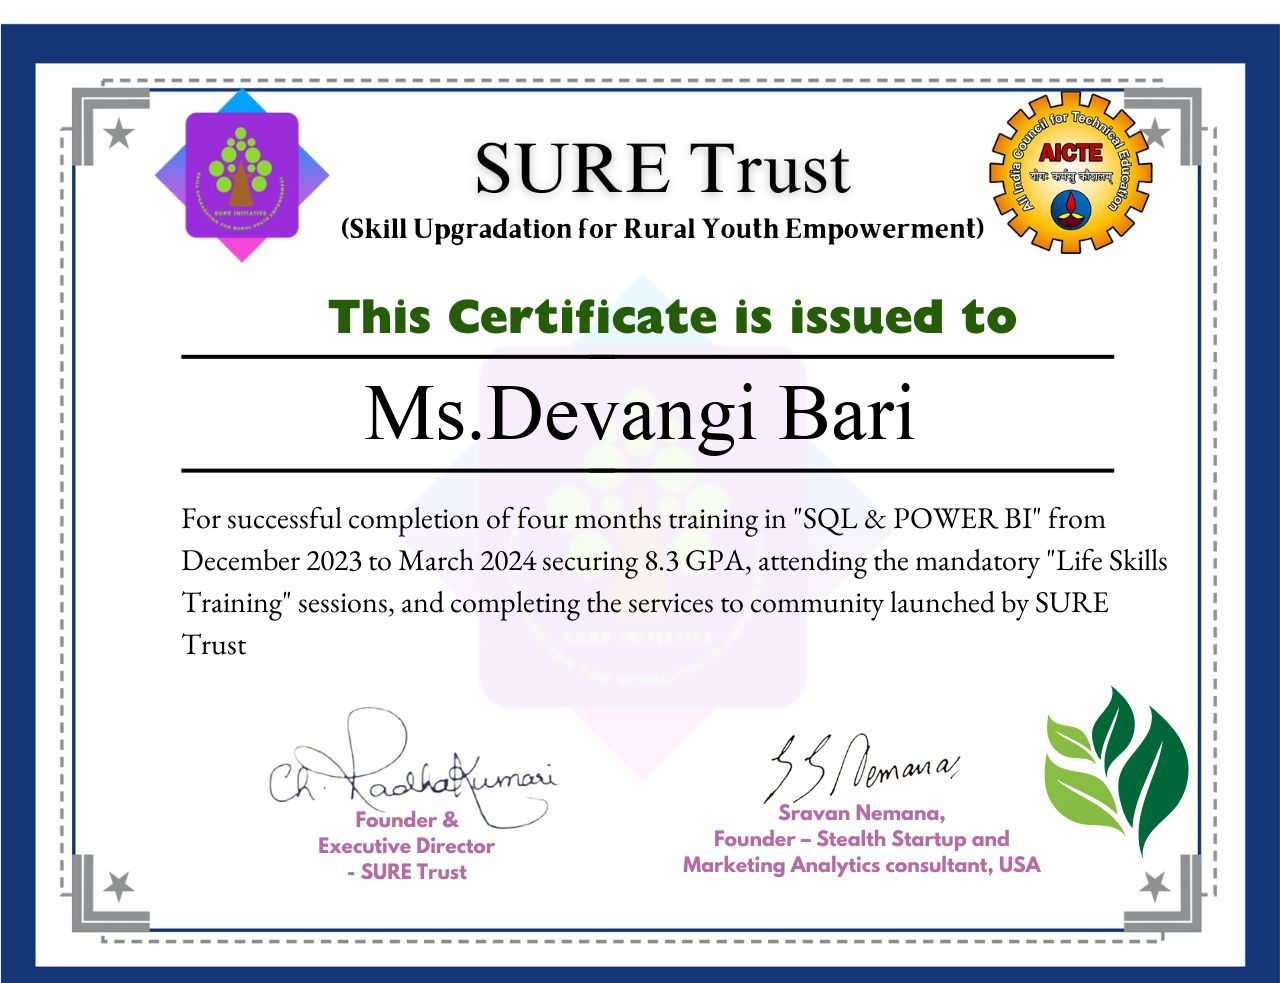 SURE Trust
(Skill Upgradation for Rural Youth Empowerment)
SKILL UPGRADATION FOR RURAL-YOUTH EMPOWERMENT
SURE INITIATIVE
All India Council for Technical Education
AICTE
योगः कर्मसु कौशलम्
This Certificate is issued to
Ms.Devangi Bari
For successful completion of four months training in "SQL & POWER BI" from
December 2023 to March 2024 securing 8.3 GPA, attending the mandatory "Life Skills
Training" sessions, and completing the services to community launched by SURE
Trust
SURE INITIATIVE
Ch. RadhaKumari
Founder &
Executive Director
- SURE Trust
S S Nemana
Sravan Nemana,
Founder – Stealth Startup and
Marketing Analytics consultant, USA